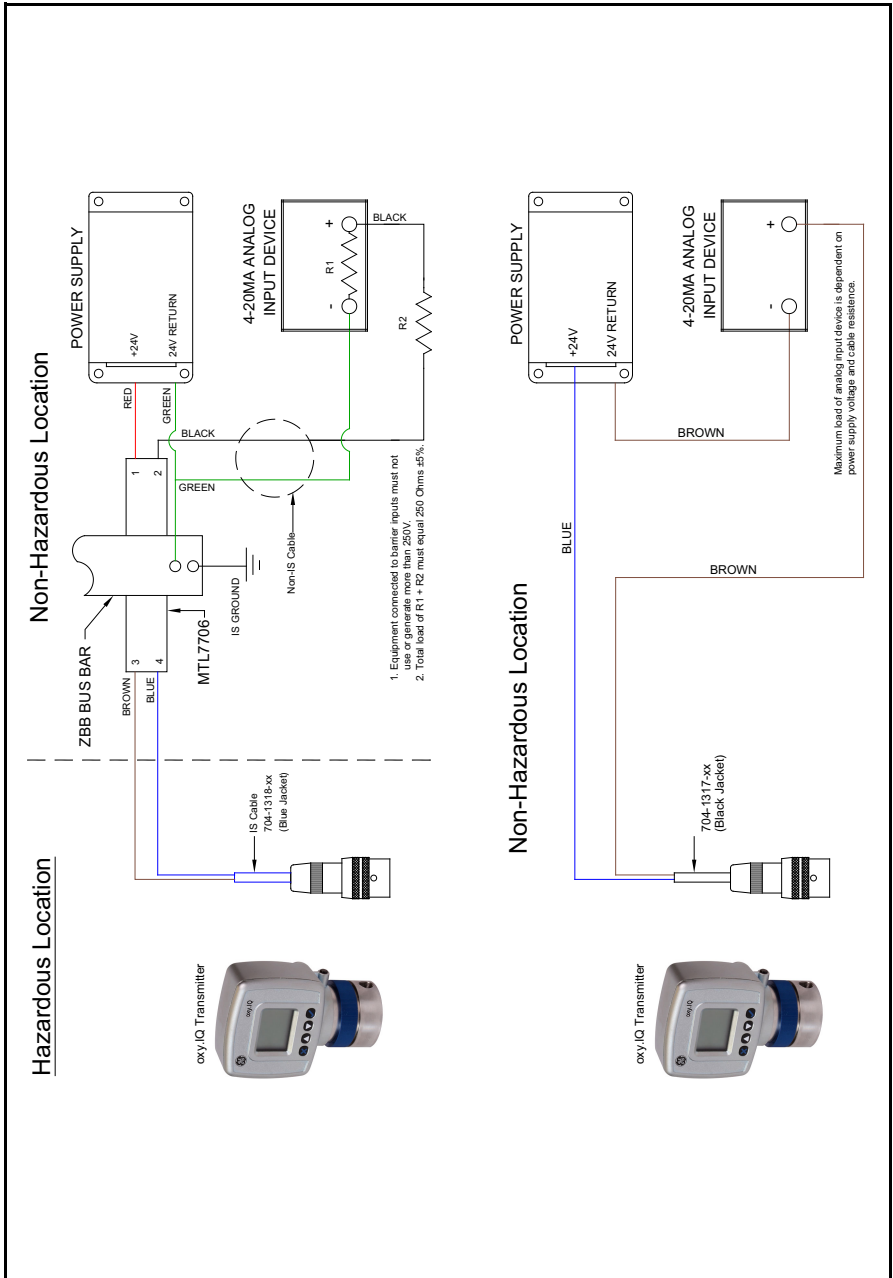 Hazardous Location
Non-Hazardous Location
oxy.IQ Transmitter
oxy.IQ
IS Cable
704-1318-xx
(Blue Jacket)
BROWN
BLUE
3
4
ZBB BUS BAR
MTL7706
1
2
IS GROUND
RED
GREEN
BLACK
GREEN
Non-IS Cable
POWER SUPPLY
+24V
24V RETURN
4-20MA ANALOG
INPUT DEVICE
-
+
R1
BLACK
R2
1. Equipment connected to barrier inputs must not
use or generate more than 250V.
2. Total load of R1 + R2 must equal 250 Ohms ±5%.
Non-Hazardous Location
oxy.IQ Transmitter
oxy.IQ
704-1317-xx
(Black Jacket)
BLUE
BROWN
BROWN
POWER SUPPLY
+24V
24V RETURN
4-20MA ANALOG
INPUT DEVICE
-
+
Maximum load of analog input device is dependent on
power supply voltage and cable resistence.